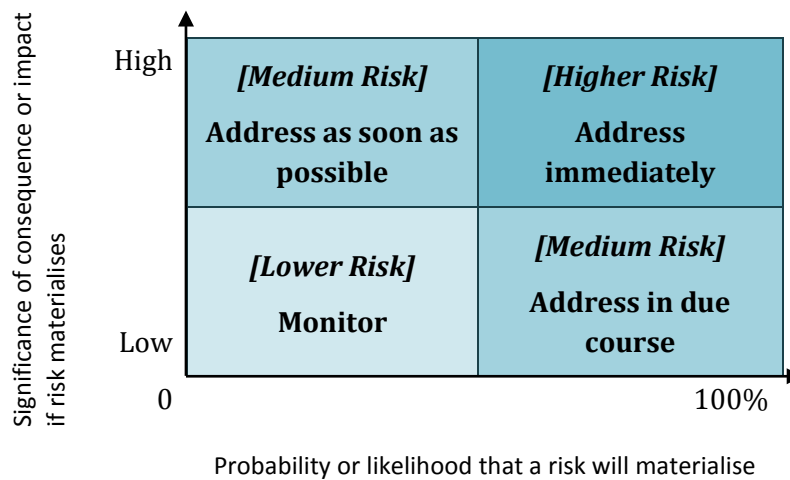 Significance of consequence or impact
if risk materialises
High
[Medium Risk]
Address as soon as
possible
[Higher Risk]
Address
immediately
[Lower Risk]
Monitor
[Medium Risk]
Address in due
course
Low
0
100%
Probability or likelihood that a risk will materialise